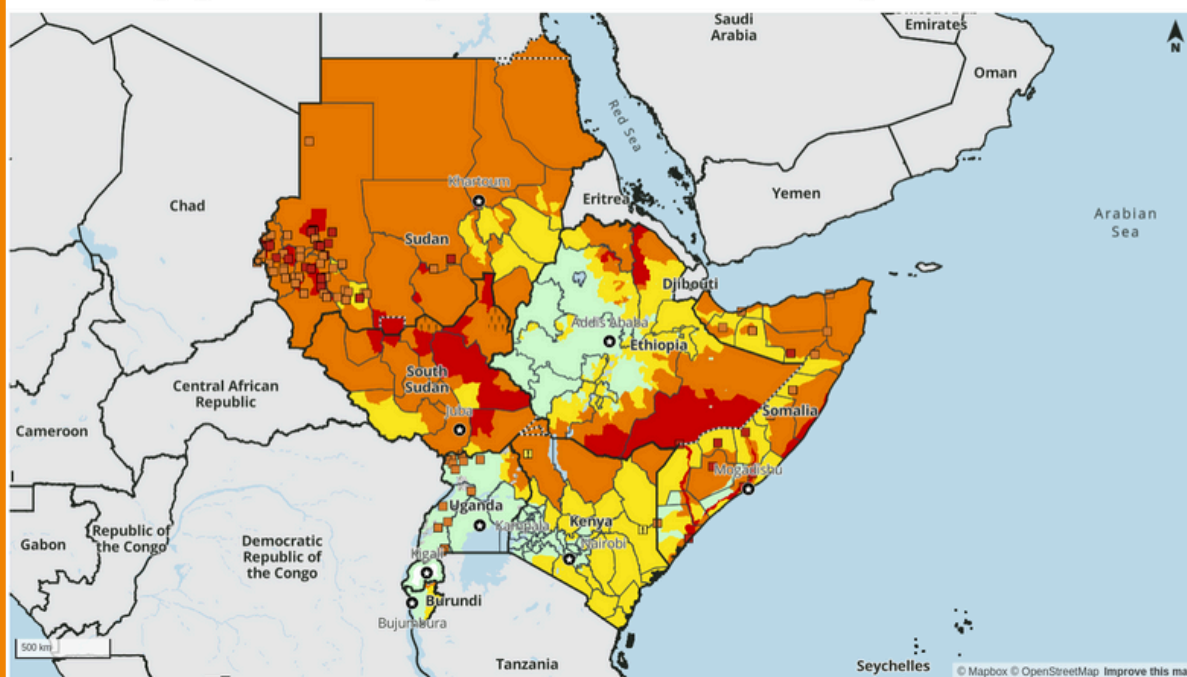 Saudi
Arabia
Emirates
N
Oman
Red Sea
Khartoum
Yemen
Chad
Eritrea
Arabian
Sea
Sudan
Djibouti
Addis Ababa
Ethiopia
South
Sudan
Central African
Republic
Juba
Somalia
Cameroon
Mogadishu
Uganda
Kampala
Kenya
Nairobi
Gabon
Republic of
the Congo
Democratic
Republic of
the Congo
Kigali
Burundi
Bujumbura
500 km
Tanzania
Seychelles
© Mapbox © OpenStreetMap Improve this ma